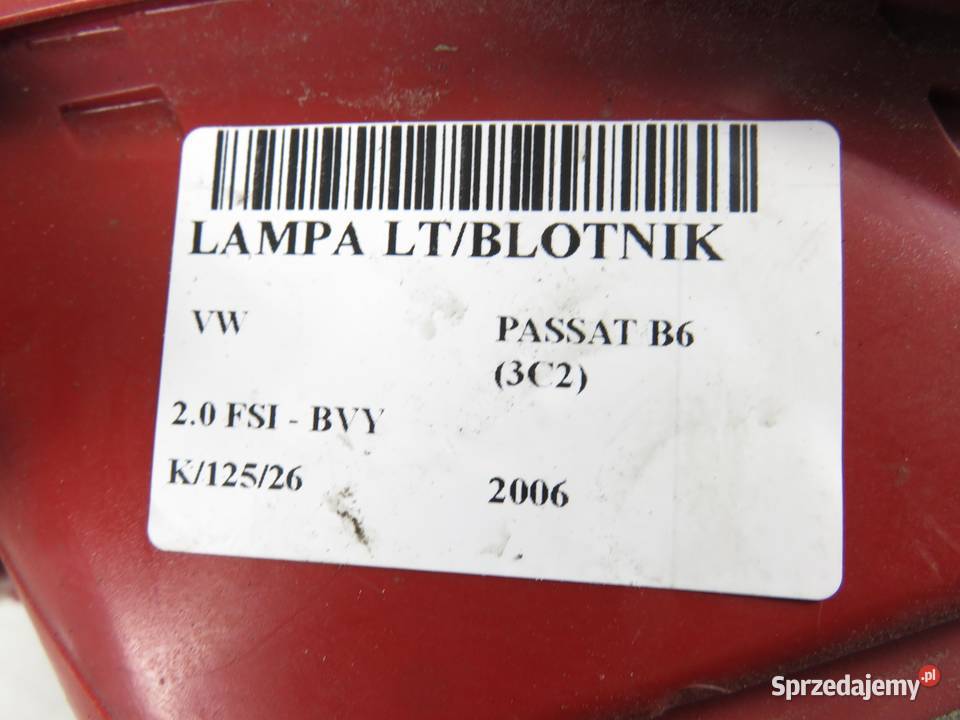 LAMPA LT/BLOTNIK
VW PASSAT B6
(3C2)
2.0 FSI - BVY
K/125/26 2006
Sprzedajemy.pl